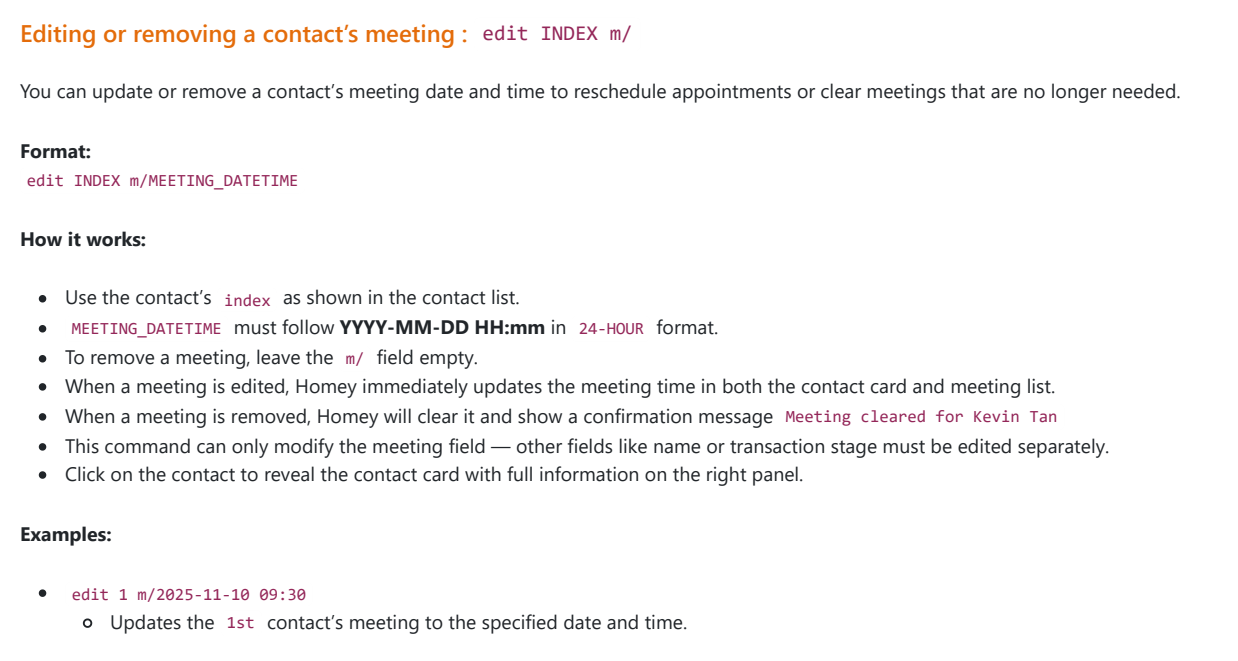 Editing or removing a contact’s meeting : edit INDEX m/
You can update or remove a contact’s meeting date and time to reschedule appointments or clear meetings that are no longer needed.
Format:
edit INDEX m/MEETING_DATETIME
How it works:
Use the contact’s index as shown in the contact list.
MEETING_DATETIME must follow YYYY-MM-DD HH:mm in 24-HOUR format.
To remove a meeting, leave the m/ field empty.
When a meeting is edited, Homey immediately updates the meeting time in both the contact card and meeting list.
When a meeting is removed, Homey will clear it and show a confirmation message Meeting cleared for Kevin Tan
This command can only modify the meeting field — other fields like name or transaction stage must be edited separately.
Click on the contact to reveal the contact card with full information on the right panel.
Examples:
edit 1 m/2025-11-10 09:30
Updates the 1st contact’s meeting to the specified date and time.